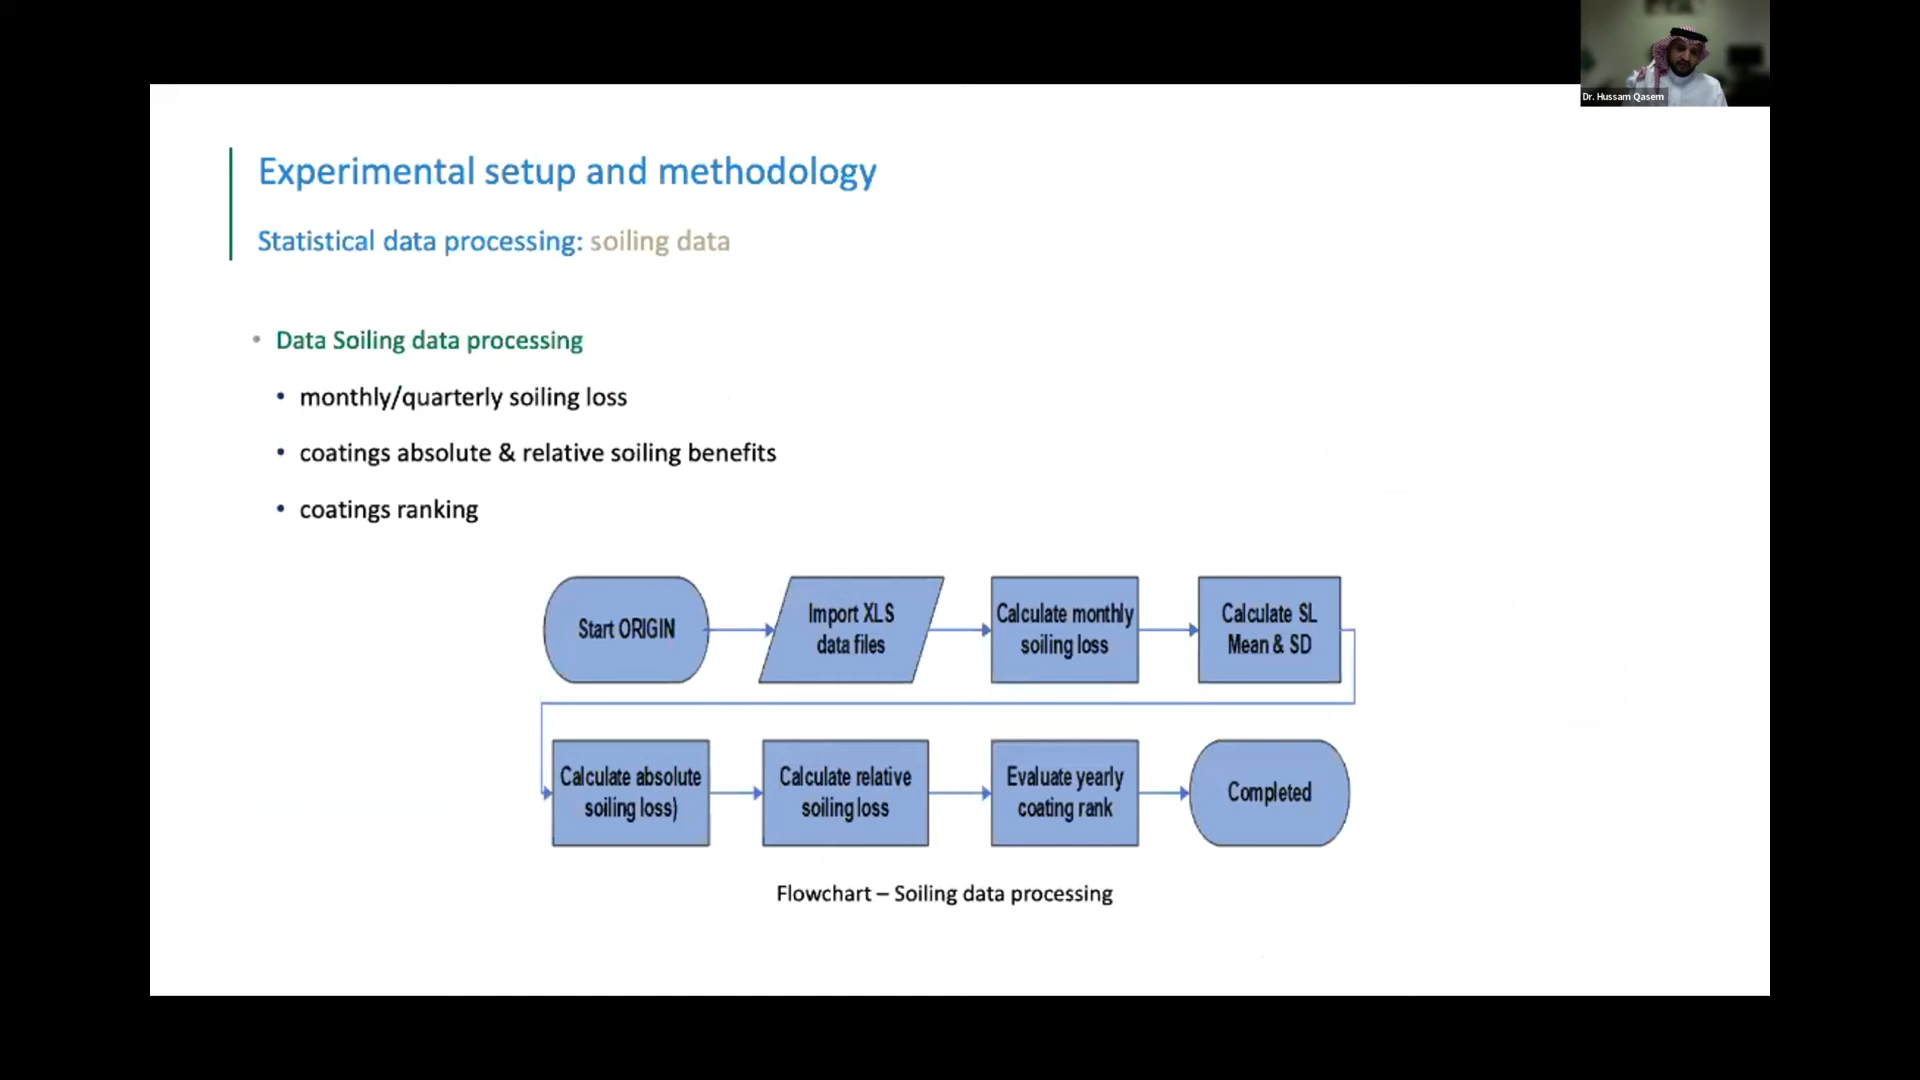 Dr. Hussam Qasem
Experimental setup and methodology
Statistical data processing: soiling data
• Data Soiling data processing
• monthly/quarterly soiling loss
• coatings absolute & relative soiling benefits
• coatings ranking
Start ORIGIN
Import XLS
data files
Calculate monthly
soiling loss
Calculate SL
Mean & SD
Calculate absolute
soiling loss)
Calculate relative
soiling loss
Evaluate yearly
coating rank
Completed
Flowchart – Soiling data processing